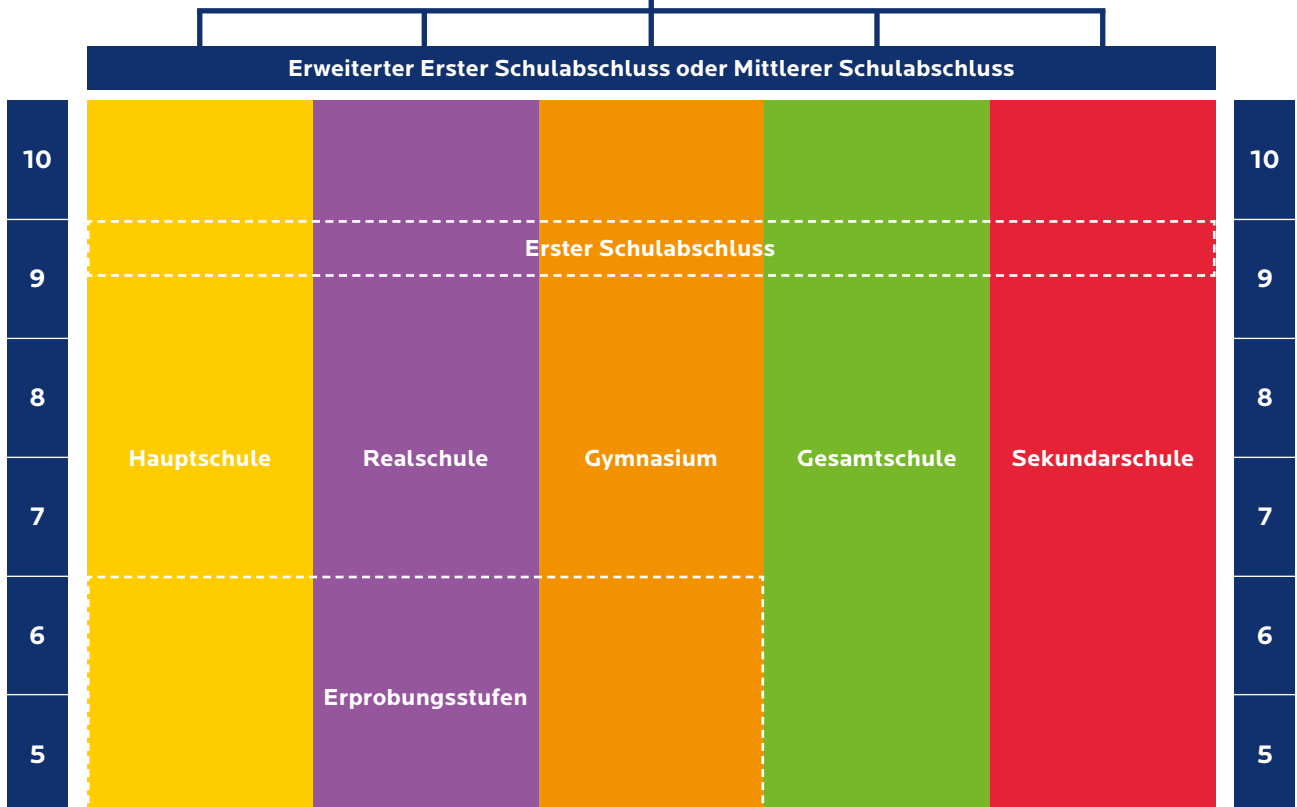 Erweiterter Erster Schulabschluss oder Mittlerer Schulabschluss
10 10
Erster Schulabschluss
9 9
8 8
Hauptschule Realschule Gymnasium Gesamtschule Sekundarschule
7 7
6 6
Erprobungsstufen
5 5